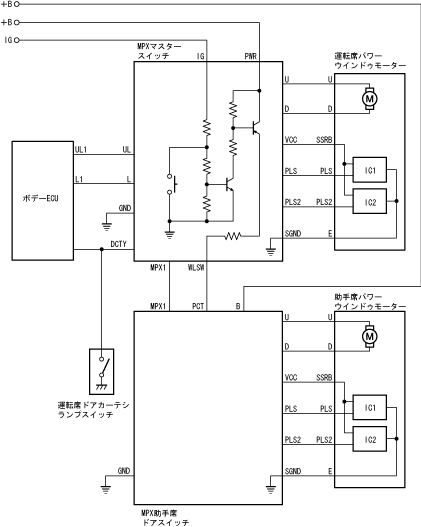 +B
+B
IG
MPXマスター
スイッチ
IG
PWR
運転席パワー
ウインドゥモーター
U
U
M
D
D
VCC
SSRB
PLS
PLS
IC1
PLS2
PLS2
IC2
SGND
E
UL1
UL
L1
L
ボデーECU
GND
DCTY
MPX1
WLSW
MPX1
PCT
B
助手席パワー
ウインドゥモーター
U
U
M
D
D
VCC
SSRB
PLS
PLS
IC1
PLS2
PLS2
IC2
SGND
E
運転席ドアカーテシ
ランプスイッチ
GND
MPX助手席
ドアスイッチ